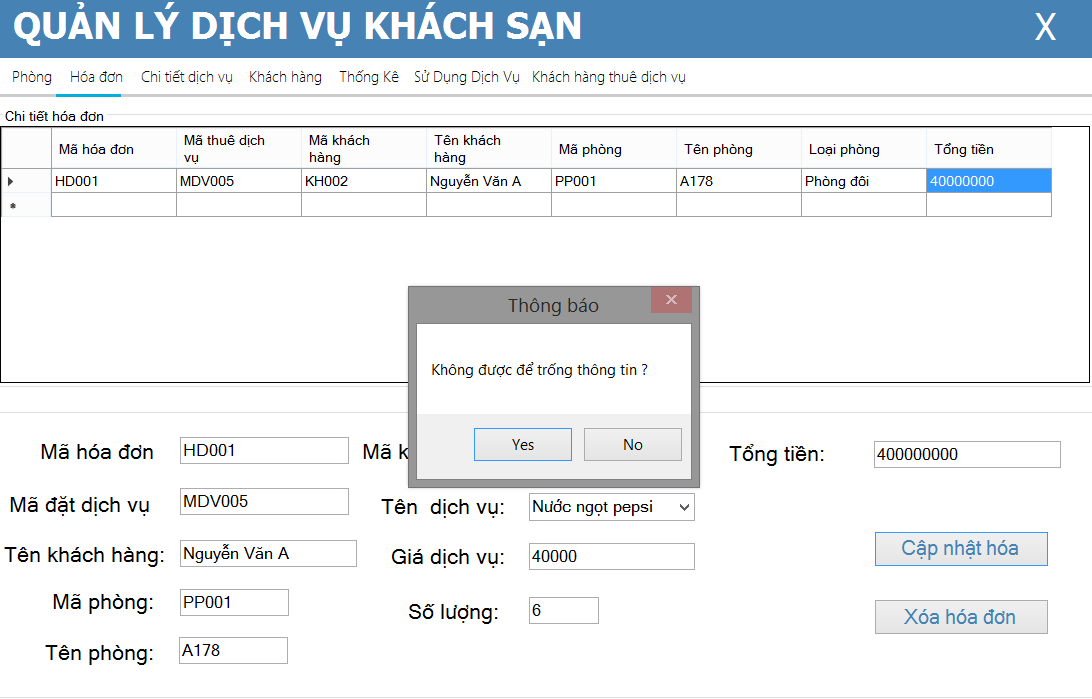 QUẢN LÝ DỊCH VỤ KHÁCH SẠN X
Phòng Hóa đơn Chi tiết dịch vụ Khách hàng Thống Kê Sử Dụng Dịch Vụ Khách hàng thuê dịch vụ
Chi tiết hóa đơn
Mã hóa đơn Mã thuê dịch vụ Mã khách hàng Tên khách hàng Mã phòng Tên phòng Loại phòng Tổng tiền
HD001 MDV005 KH002 Nguyễn Văn A PP001 A178 Phòng đôi 40000000
Thông báo
Không được để trống thông tin ?
Yes No
Mã hóa đơn HD001 Mã k Tổng tiền: 400000000
Mã đặt dịch vụ MDV005 Tên dịch vụ: Nước ngọt pepsi
Tên khách hàng: Nguyễn Văn A Giá dịch vụ: 40000 Cập nhật hóa
Mã phòng: PP001 Số lượng: 6 Xóa hóa đơn
Tên phòng: A178